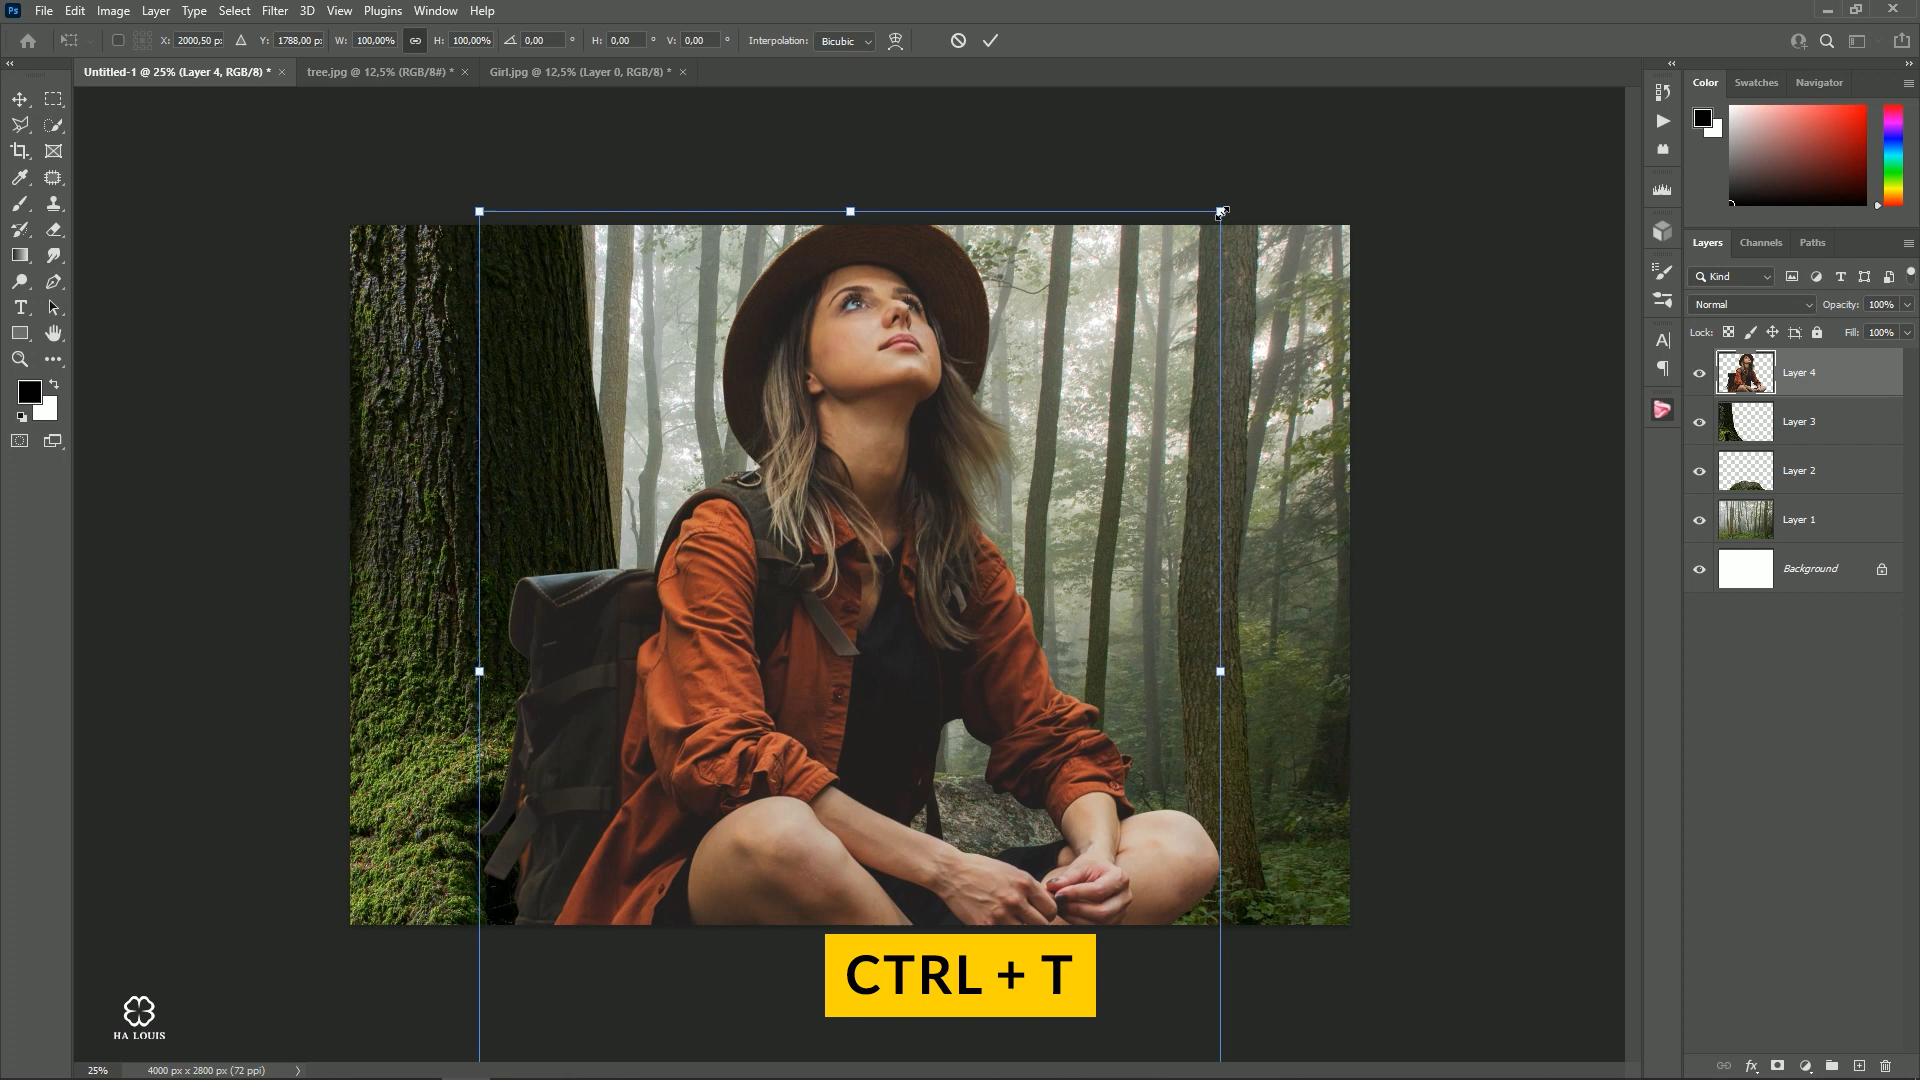 Ps File Edit Image Layer Type Select Filter 3D View Plugins Window Help
X: 2000,50 px Y: 1788,00 px W: 100,00% H: 100,00% 0,00 ° H: 0,00 ° V: 0,00 ° Interpolation: Bicubic
Untitled-1 @ 25% (Layer 4, RGB/8) * × tree.jpg @ 12,5% (RGB/8#) * × Girl.jpg @ 12,5% (Layer 0, RGB/8) * ×
Color Swatches Navigator
Layers Channels Paths
Kind
Normal Opacity: 100%
Lock: Fill: 100%
Layer 4
Layer 3
Layer 2
Layer 1
Background
CTRL + T
HA LOUIS
25% 4000 px x 2800 px (72 ppi)